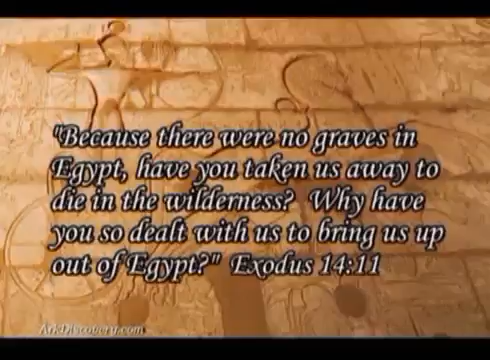 "Because there were no graves in
Egypt, have you taken us away to
die in the wilderness?  Why have
you so dealt with us to bring us up
out of Egypt?"  Exodus 14:11
ArkDiscovery.com